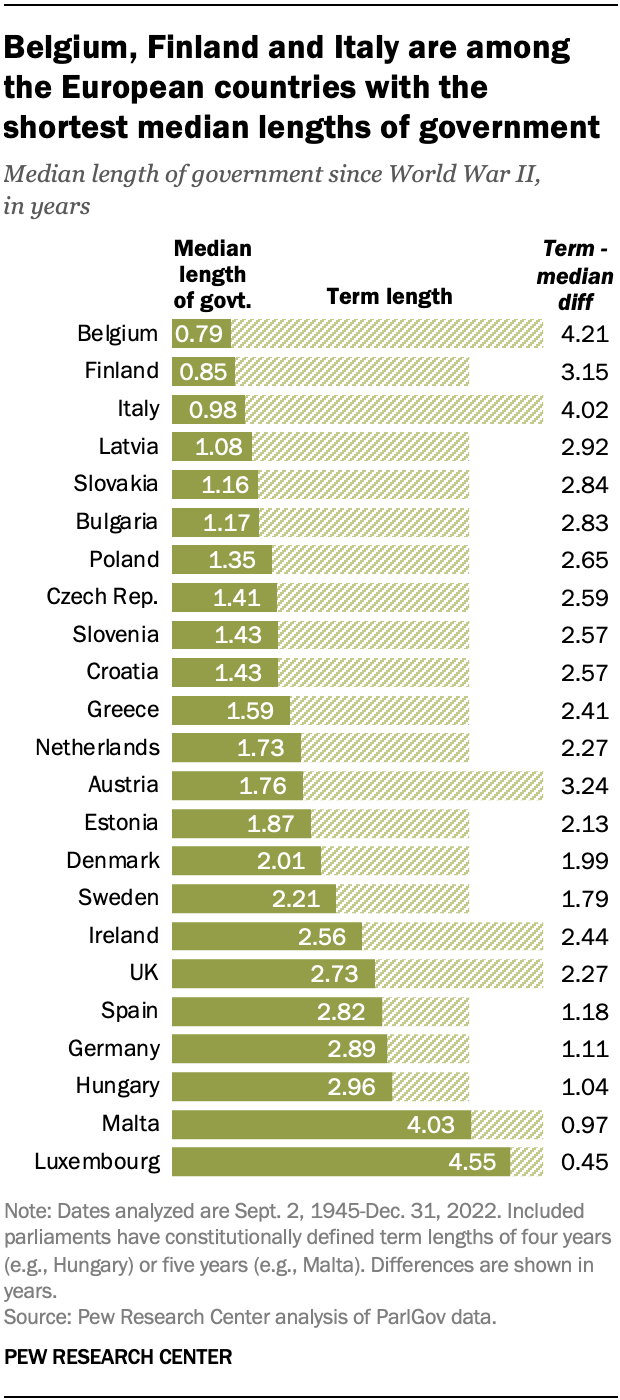 Belgium, Finland and Italy are among
the European countries with the
shortest median lengths of government
Median length of government since World War II,
in years
Median
length
of govt.
Term length
Term -
median
diff
Belgium 0.79 4.21
Finland 0.85 3.15
Italy 0.98 4.02
Latvia 1.08 2.92
Slovakia 1.16 2.84
Bulgaria 1.17 2.83
Poland 1.35 2.65
Czech Rep. 1.41 2.59
Slovenia 1.43 2.57
Croatia 1.43 2.57
Greece 1.59 2.41
Netherlands 1.73 2.27
Austria 1.76 3.24
Estonia 1.87 2.13
Denmark 2.01 1.99
Sweden 2.21 1.79
Ireland 2.56 2.44
UK 2.73 2.27
Spain 2.82 1.18
Germany 2.89 1.11
Hungary 2.96 1.04
Malta 4.03 0.97
Luxembourg 4.55 0.45
Note: Dates analyzed are Sept. 2, 1945-Dec. 31, 2022. Included
parliaments have constitutionally defined term lengths of four years
(e.g., Hungary) or five years (e.g., Malta). Differences are shown in
years.
Source: Pew Research Center analysis of ParlGov data.
PEW RESEARCH CENTER